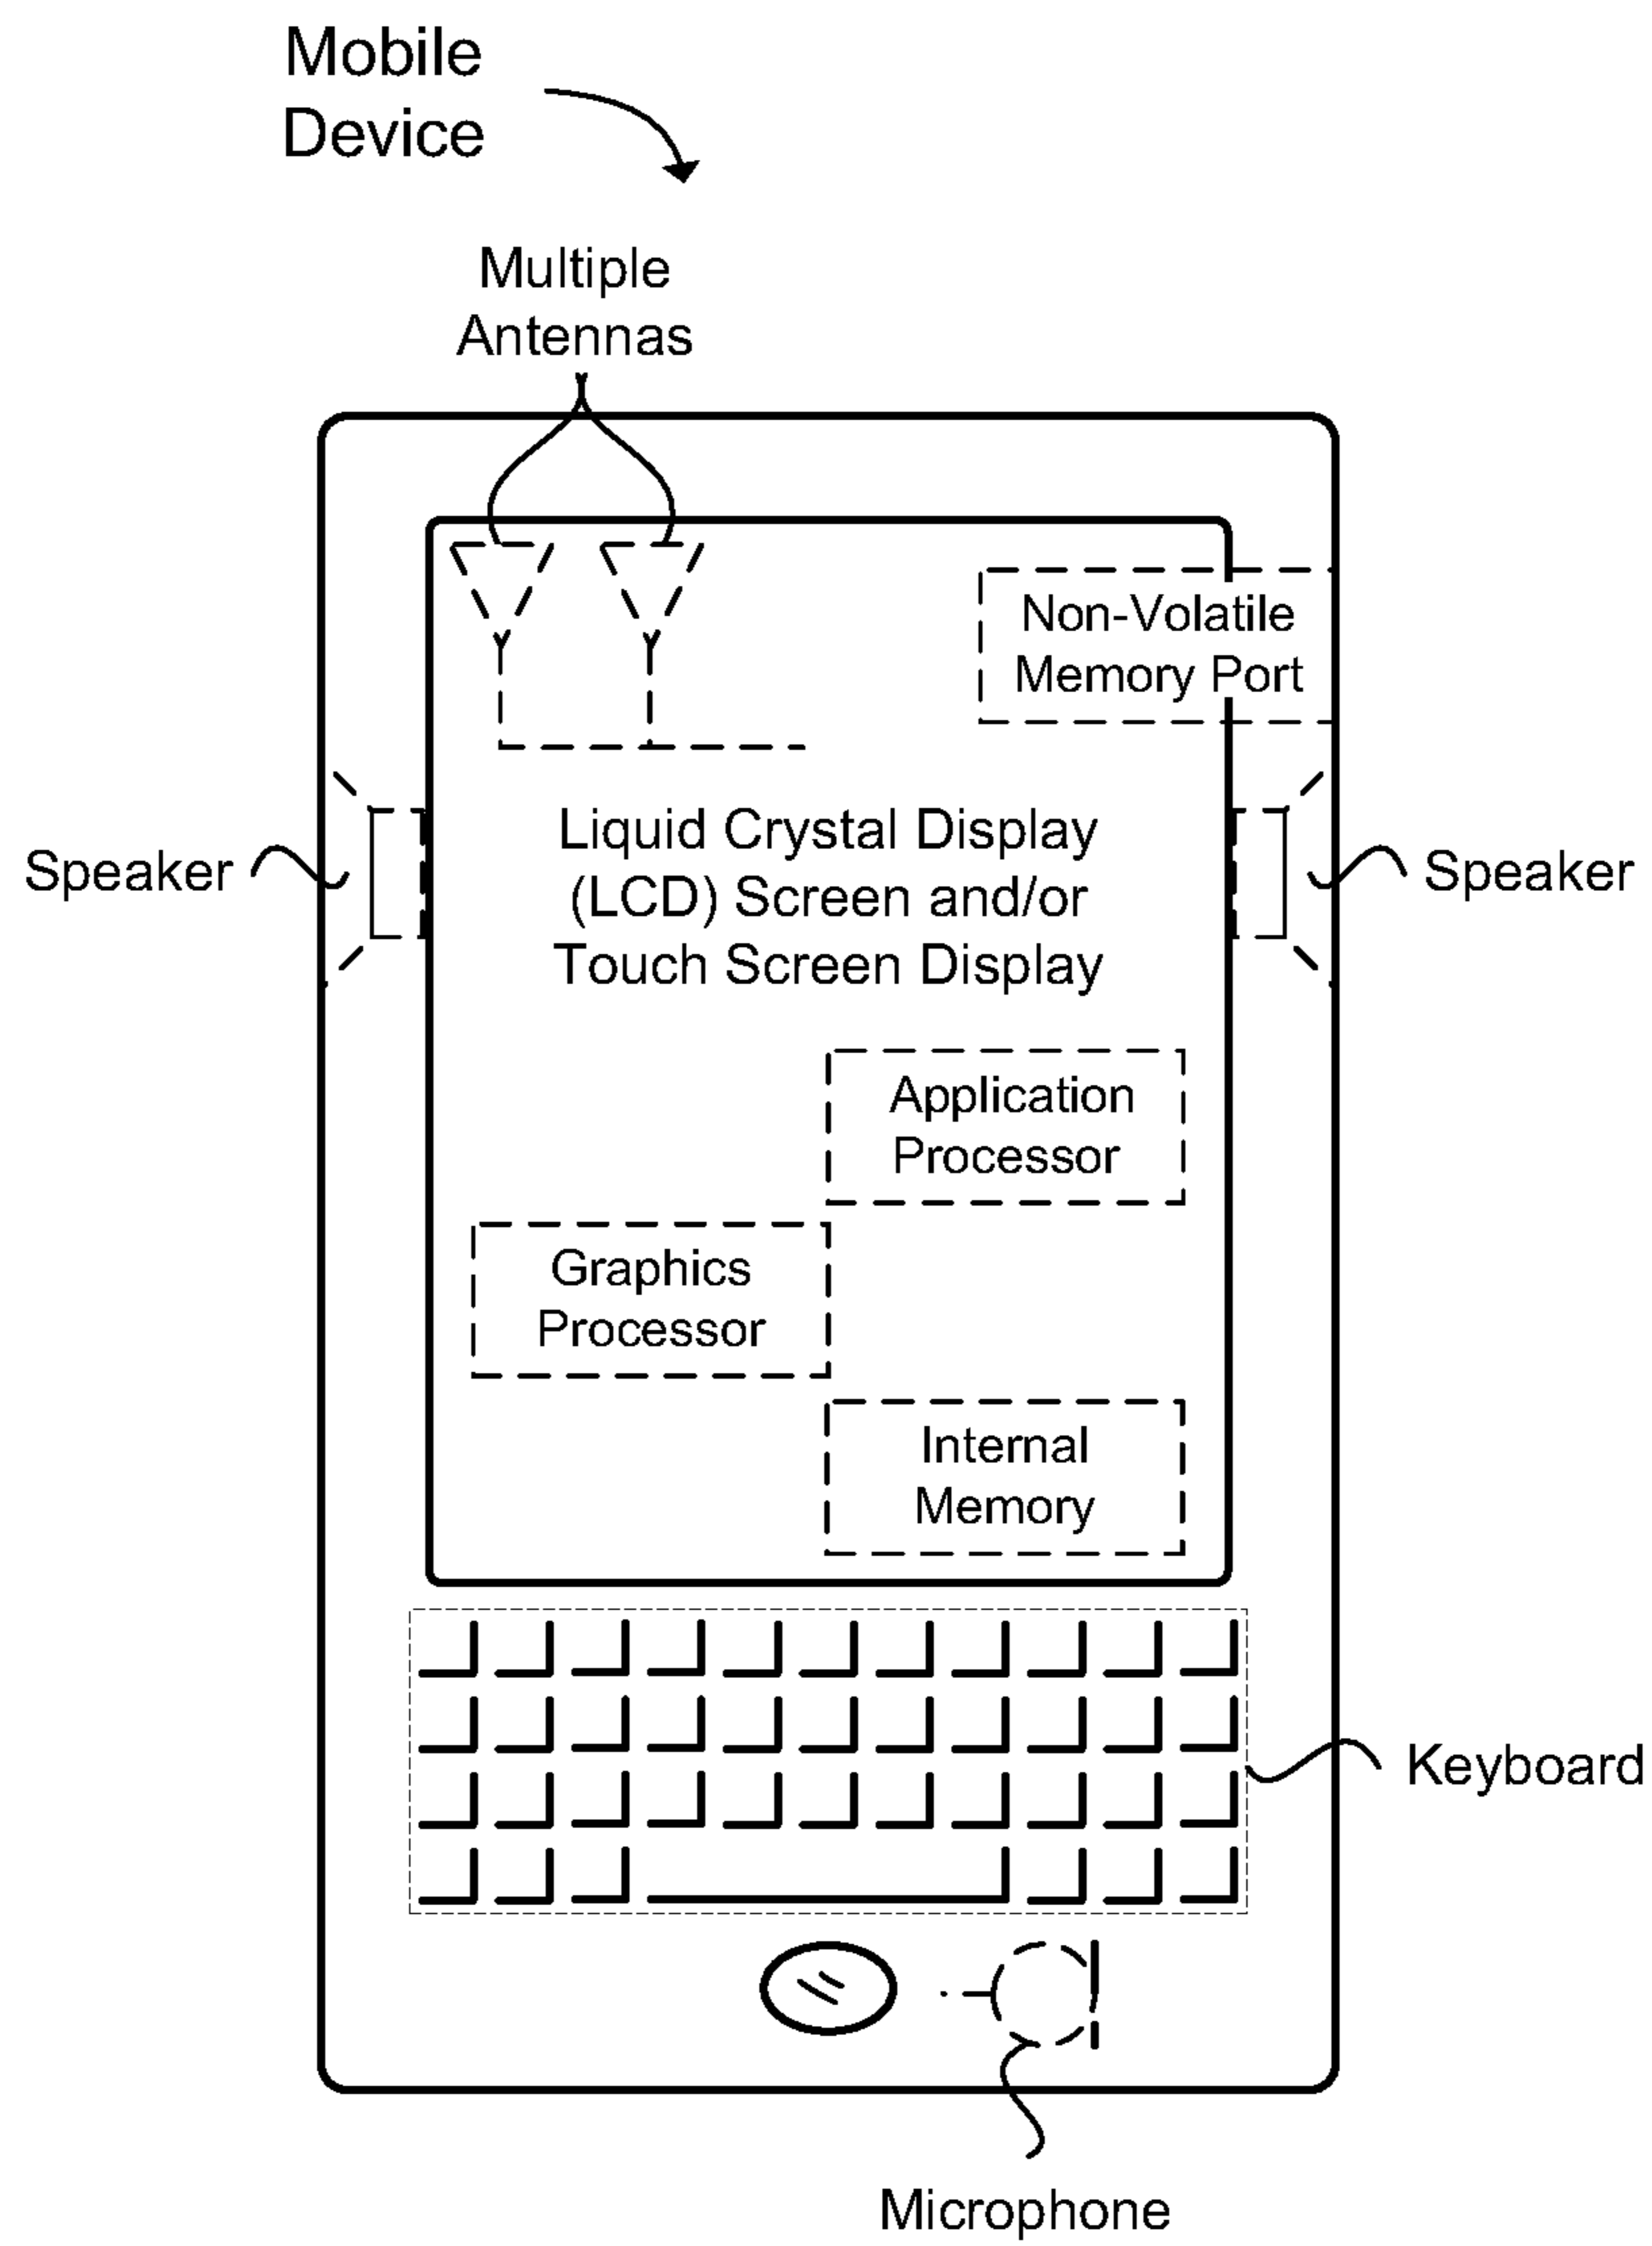 Mobile
Device
Multiple
Antennas
Non-Volatile
Memory Port
Speaker
Liquid Crystal Display
(LCD) Screen and/or
Touch Screen Display
Speaker
Application
Processor
Graphics
Processor
Internal
Memory
Keyboard
Microphone